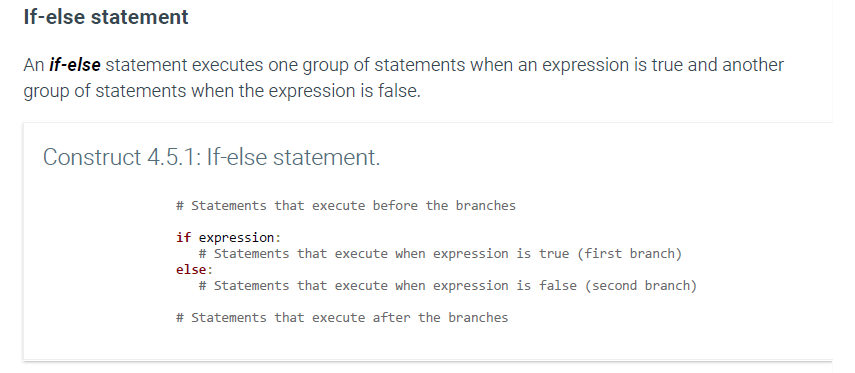 If-else statement
An if-else statement executes one group of statements when an expression is true and another
group of statements when the expression is false.
Construct 4.5.1: If-else statement.
# Statements that execute before the branches
if expression:
# Statements that execute when expression is true (first branch)
else:
# Statements that execute when expression is false (second branch)
# Statements that execute after the branches